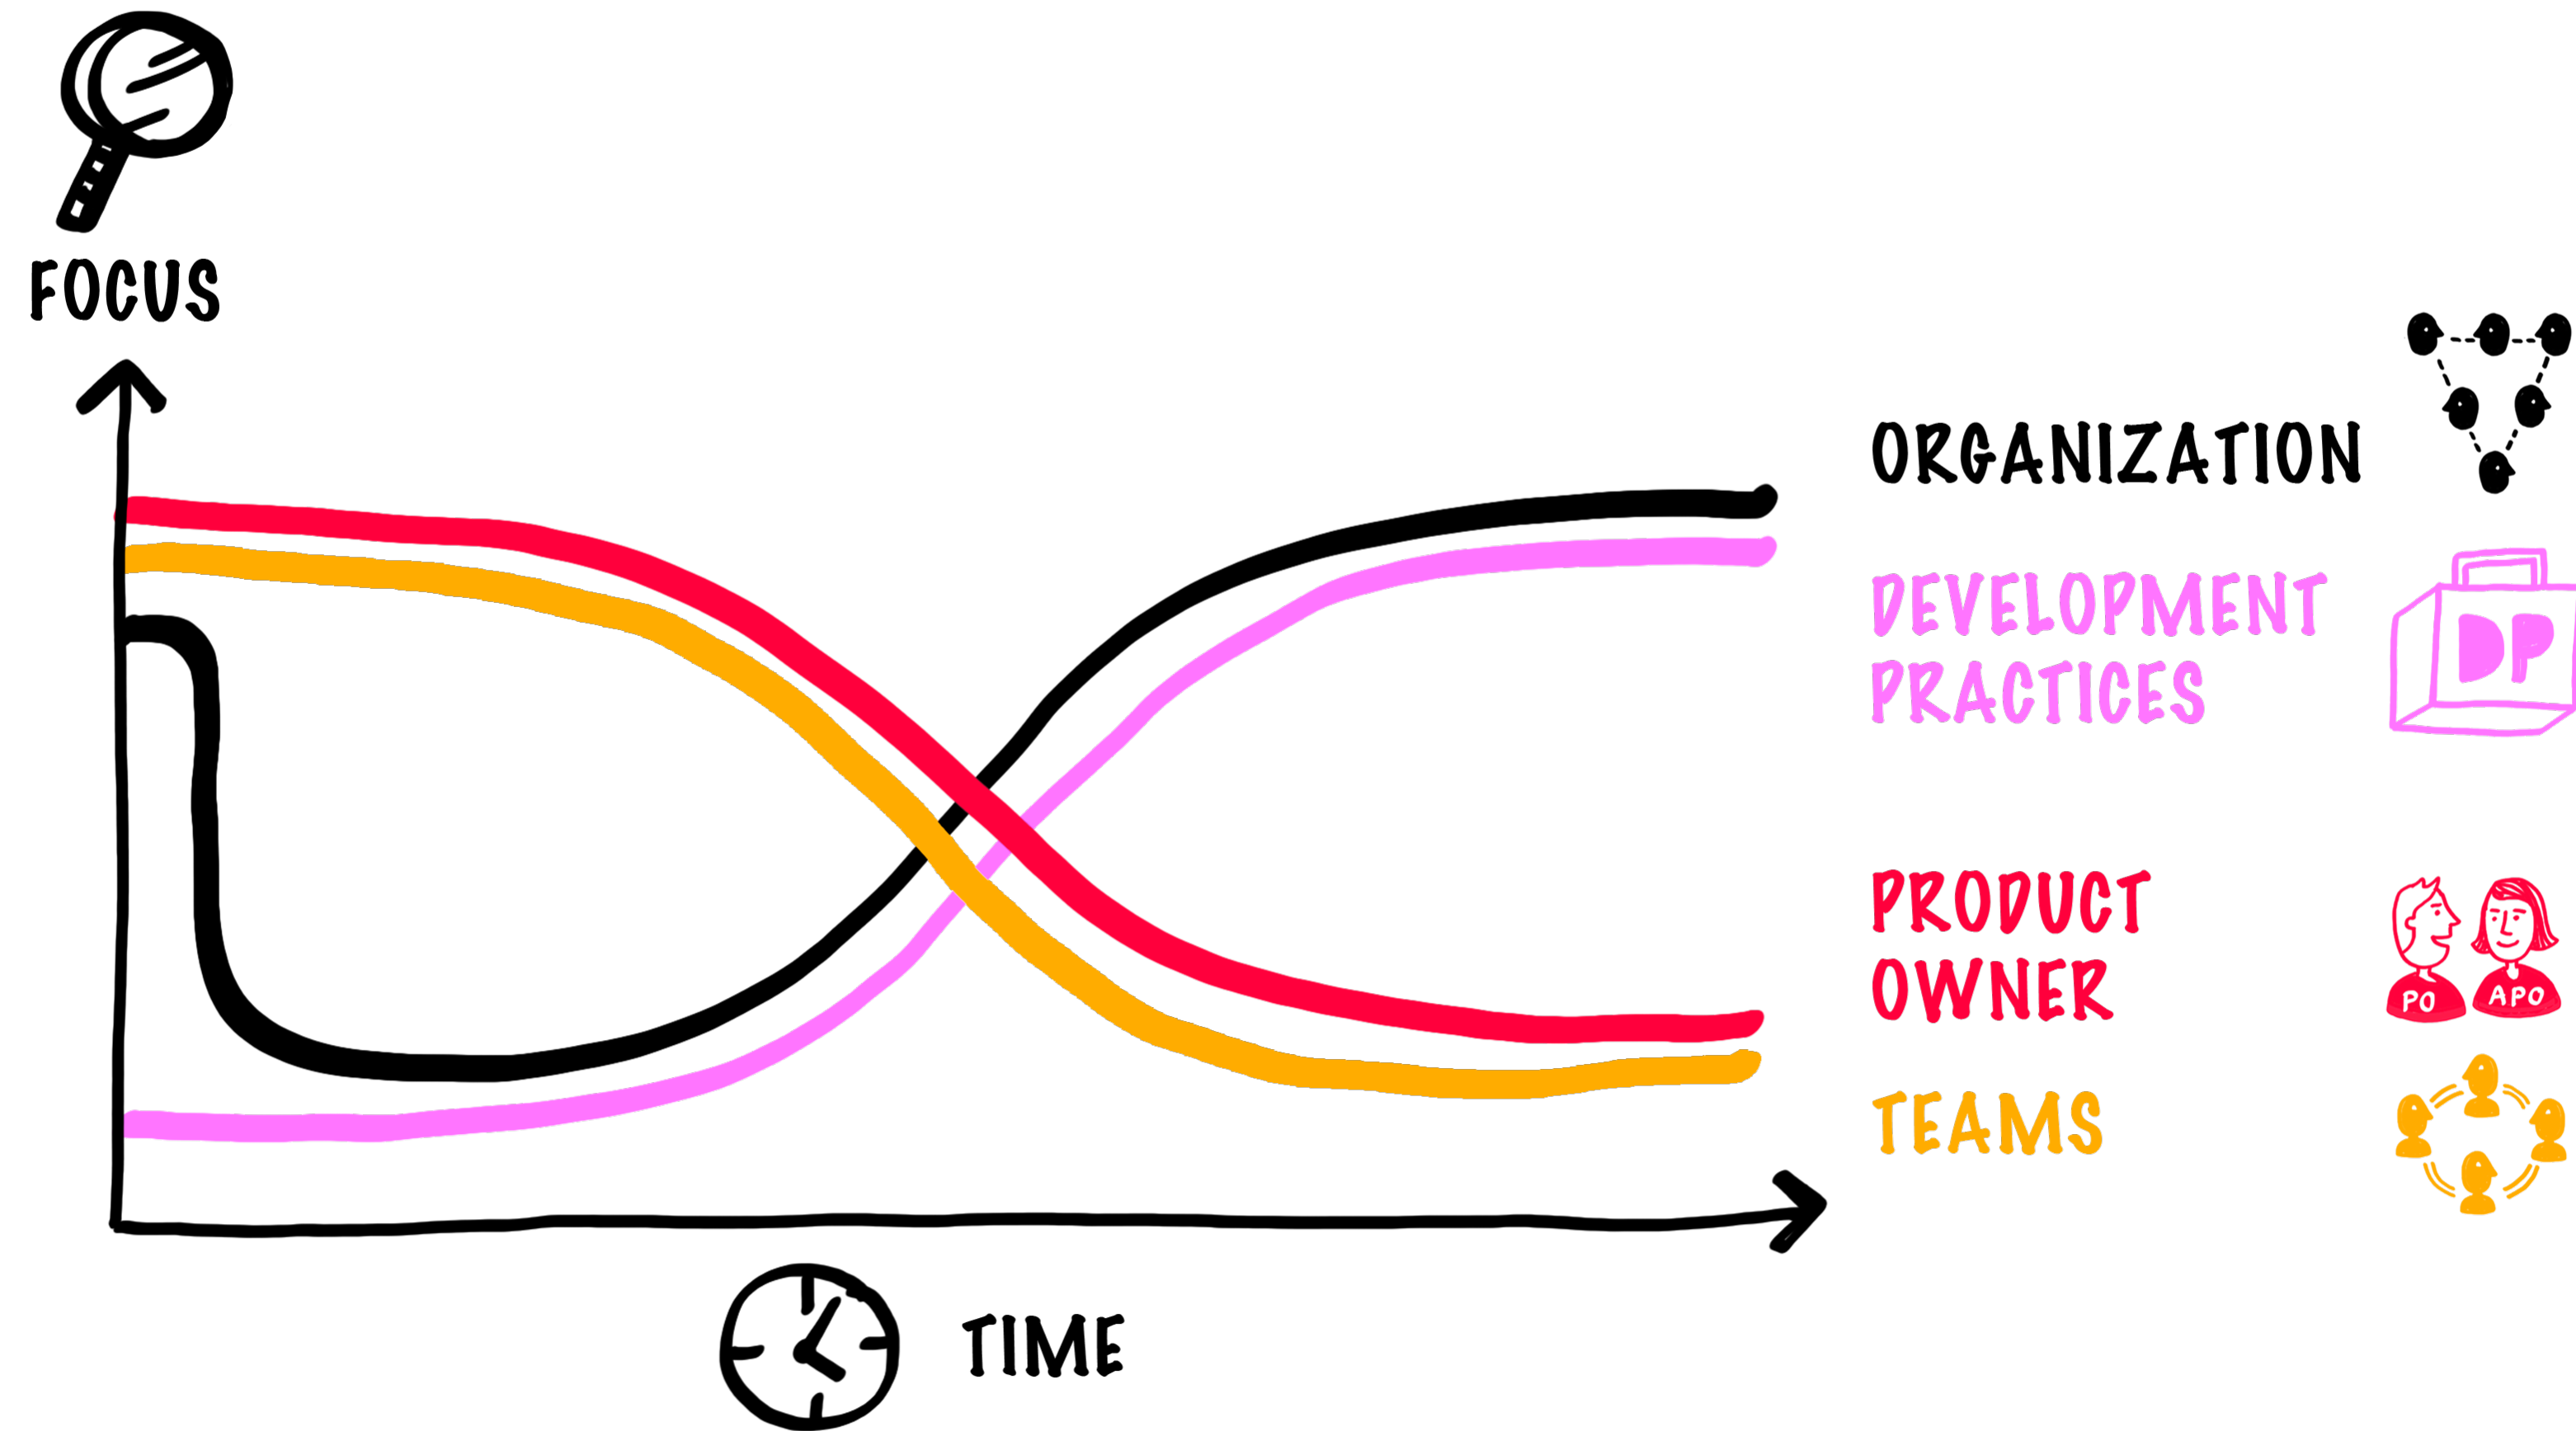 FOCUS
ORGANIZATION
DEVELOPMENT
PRACTICES
DP
PRODUCT
OWNER
PO
APO
TEAMS
TIME